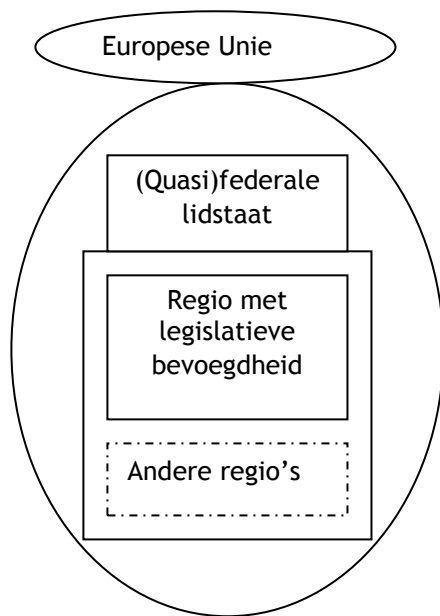 Europese Unie
(Quasi)federale
lidstaat
Regio met
legislatieve
bevoegdheid
Andere regio's